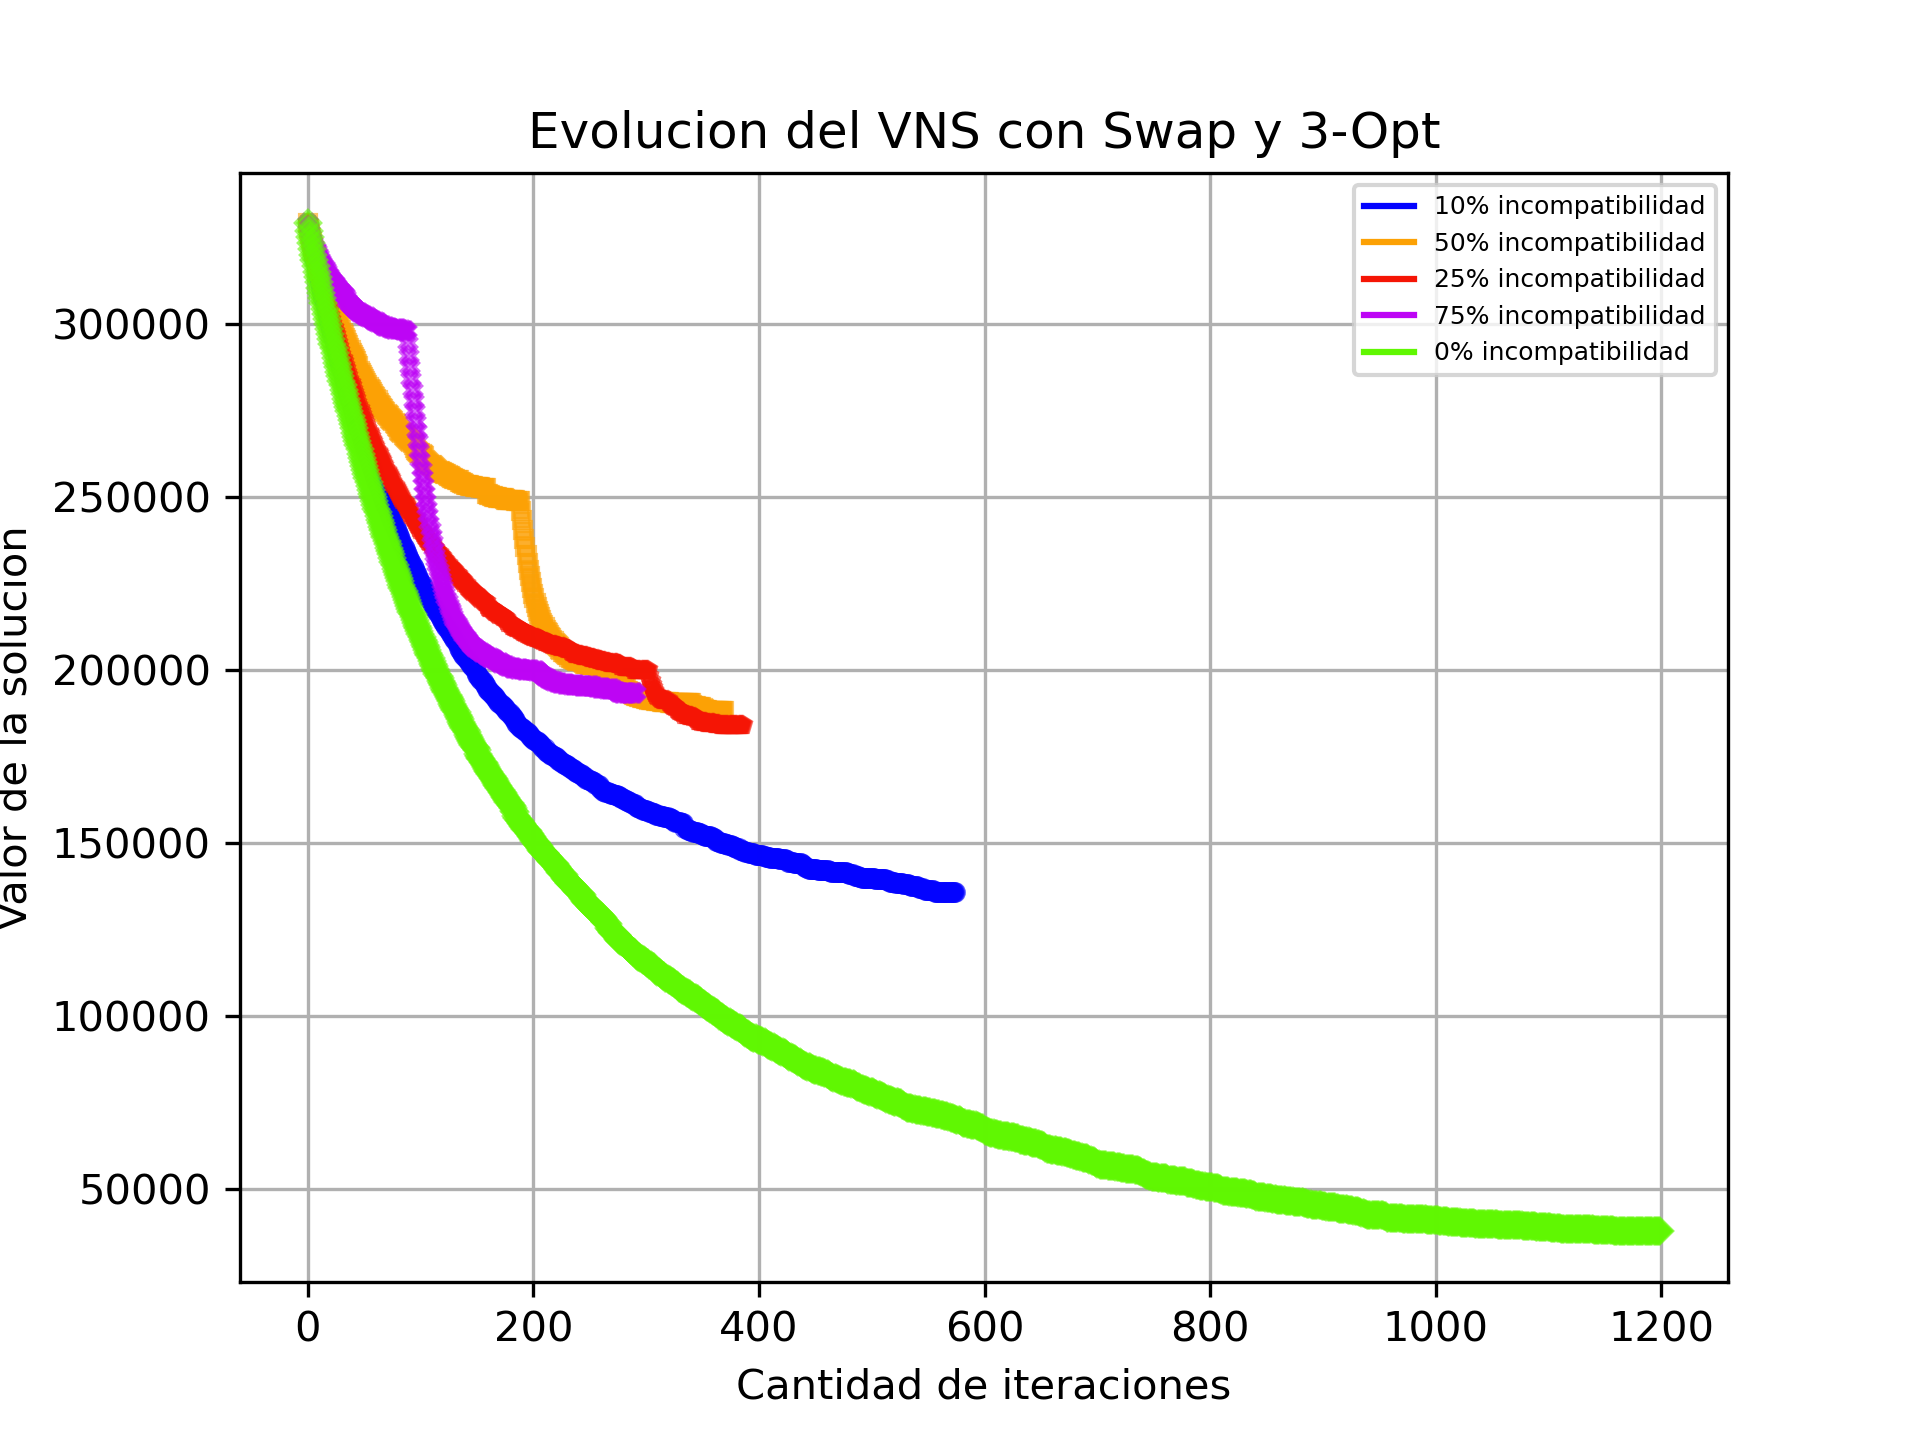 Evolucion del VNS con Swap y 3-Opt
10% incompatibilidad
50% incompatibilidad
25% incompatibilidad
75% incompatibilidad
0% incompatibilidad
Valor de la solucion
300000
250000
200000
150000
100000
50000
0 200 400 600 800 1000 1200
Cantidad de iteraciones